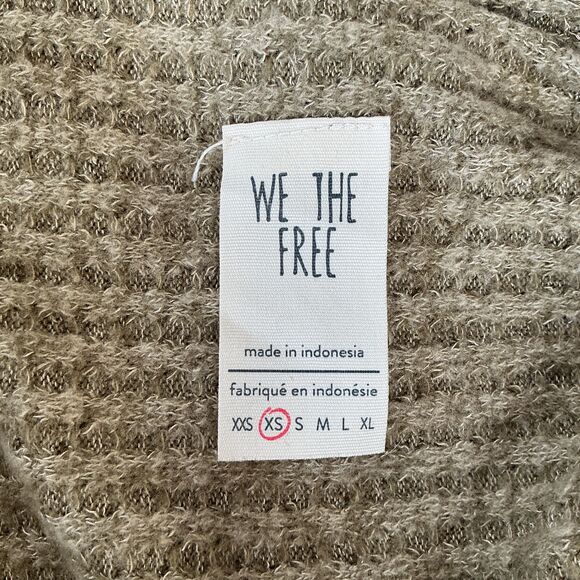 WE THE
FREE
made in indonesia
fabriqué en indonésie
XXS XS S M L XL